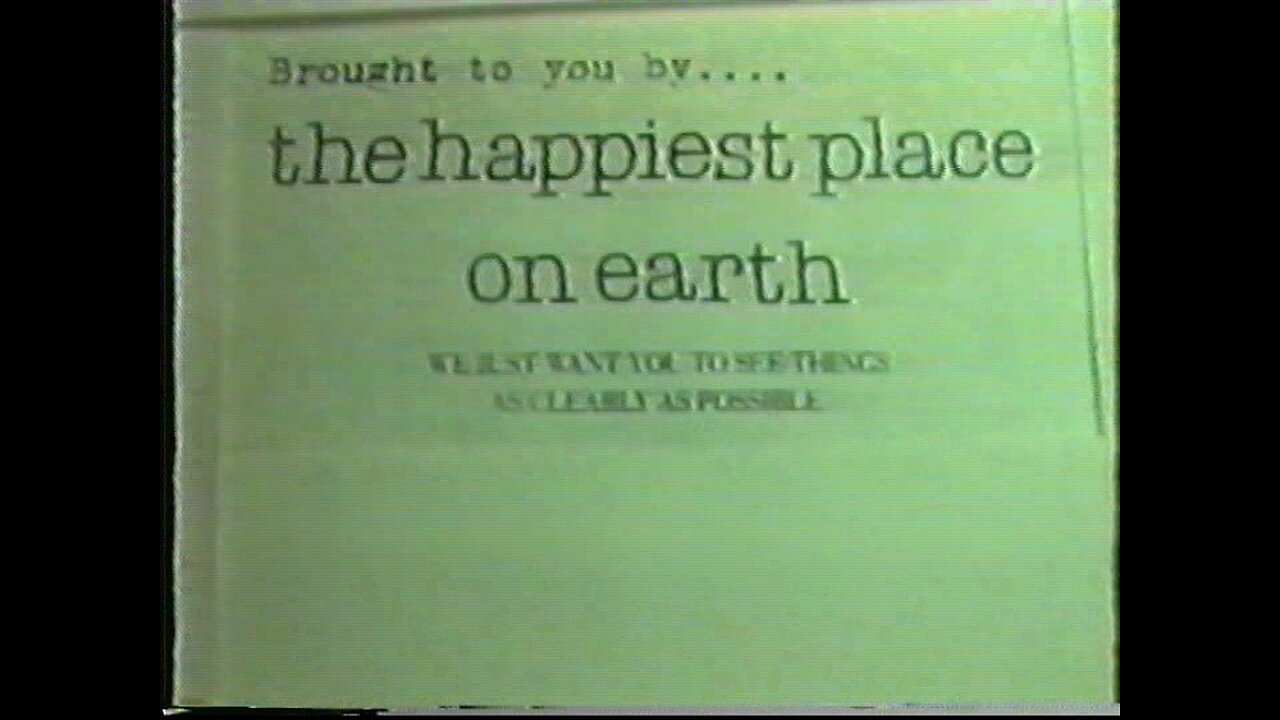 Brought to you by....
the happiest place
on earth
WE JUST WANT YOU TO SEE THINGS
AS CLEARLY AS POSSIBLE